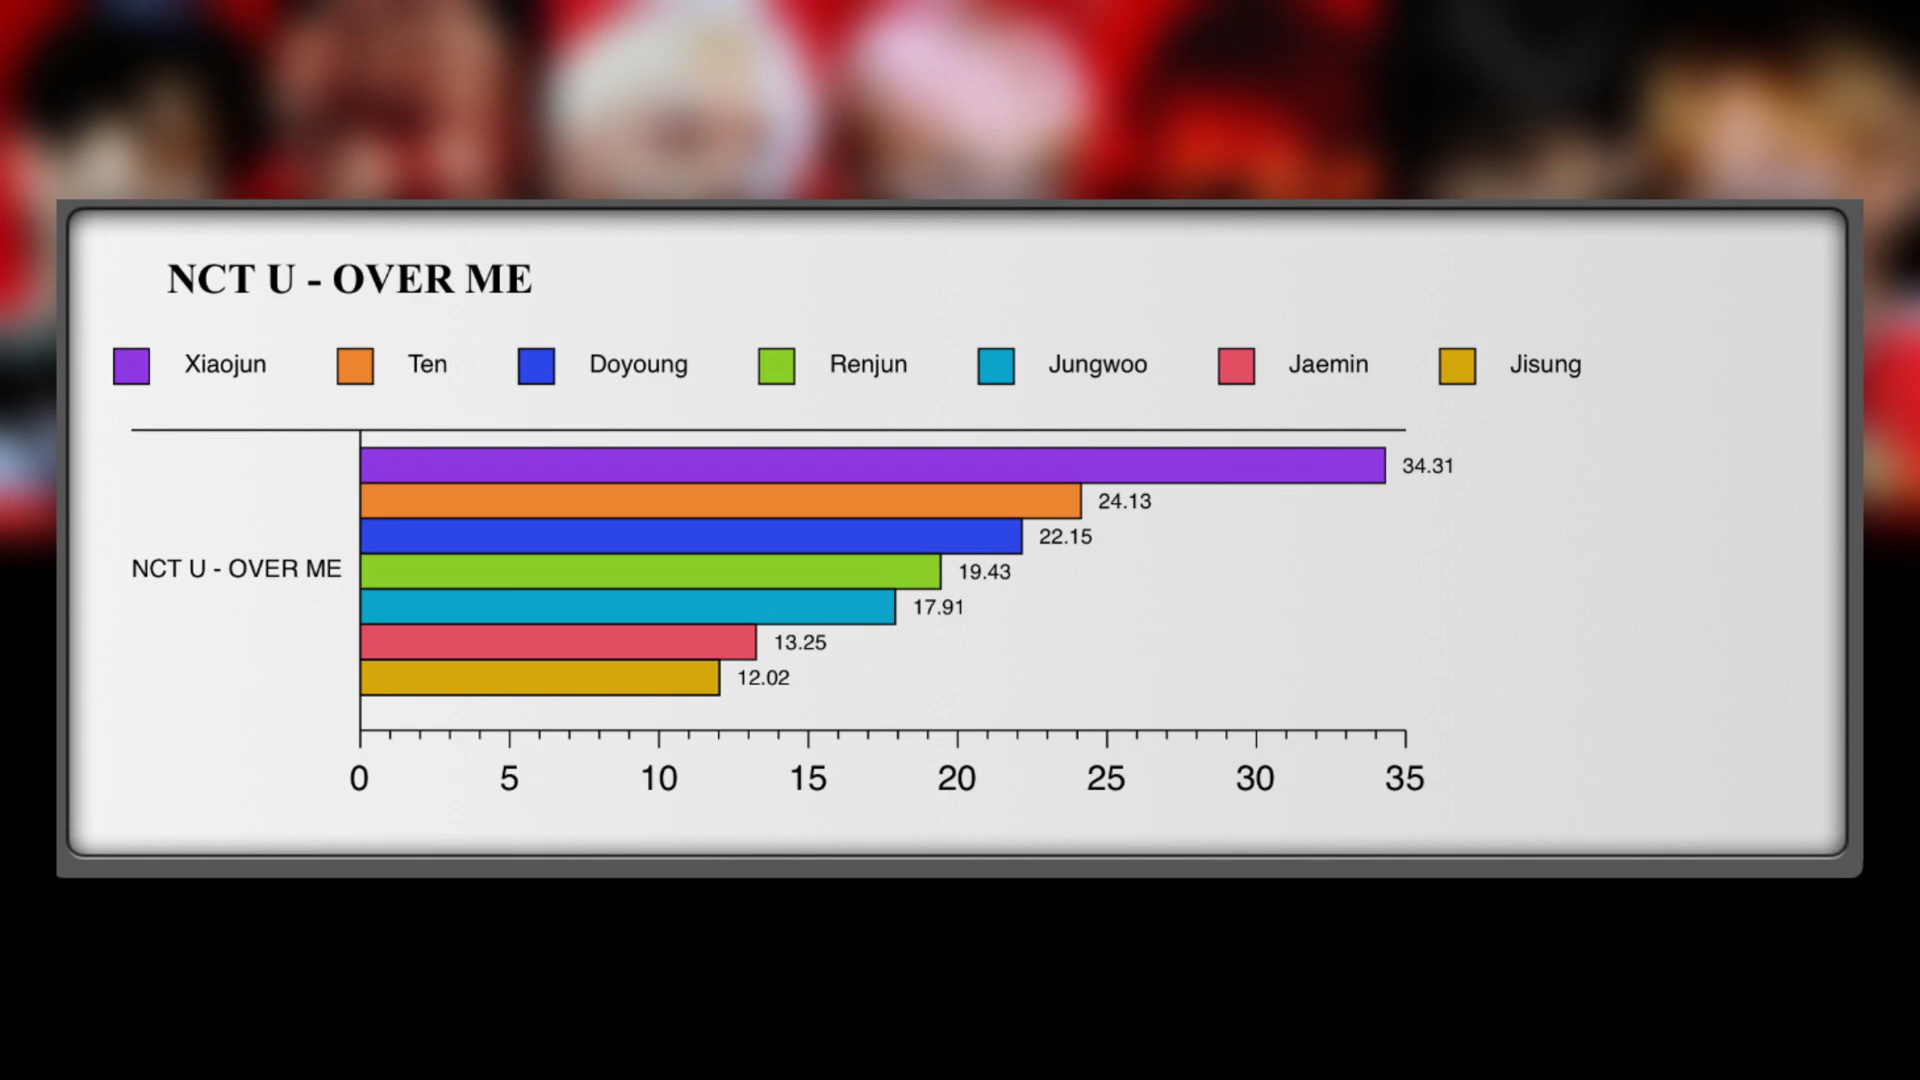 NCT U - OVER ME
Xiaojun Ten Doyoung Renjun Jungwoo Jaemin Jisung
34.31
24.13
22.15
NCT U - OVER ME 19.43
17.91
13.25
12.02
0 5 10 15 20 25 30 35